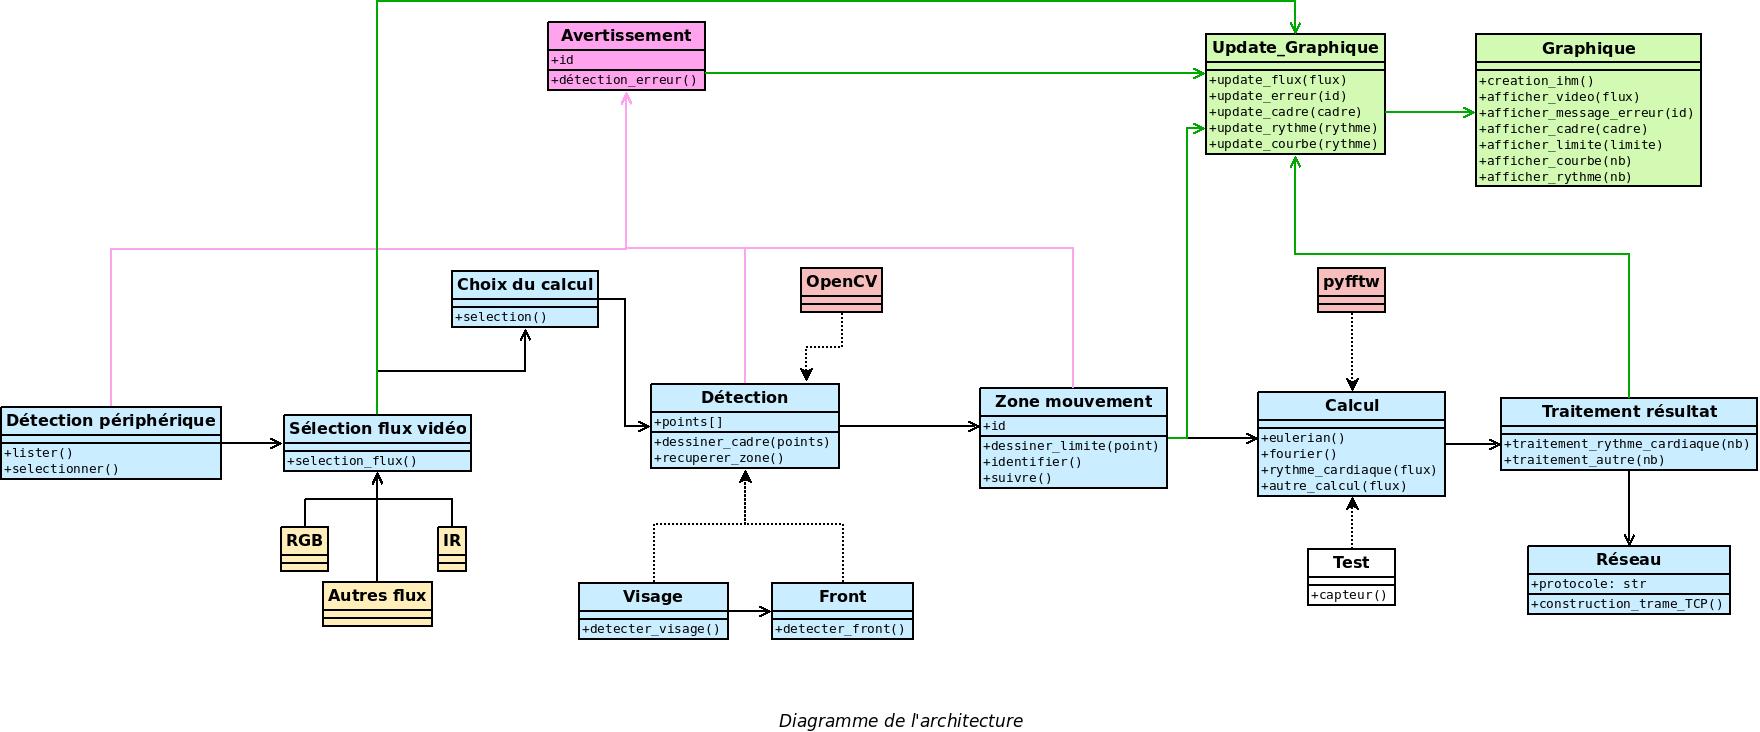 Avertissement
+id
+détection_erreur()
Update_Graphique
+update_flux(flux)
+update_erreur(id)
+update_cadre(cadre)
+update_rythme(rythme)
+update_courbe(rythme)
Graphique
+creation_ihm()
+afficher_video(flux)
+afficher_message_erreur(id)
+afficher_cadre(cadre)
+afficher_limite(limite)
+afficher_courbe(nb)
+afficher_rythme(nb)
Choix du calcul
+selection()
OpenCV
pyfftw
Détection périphérique
+lister()
+selectionner()
Sélection flux vidéo
+selection_flux()
Détection
+points[]
+dessiner_cadre(points)
+recuperer_zone()
Zone mouvement
+id
+dessiner_limite(point)
+identifier()
+suivre()
Calcul
+eulerian()
+fourier()
+rythme_cardiaque(flux)
+autre_calcul(flux)
Traitement résultat
+traitement_rythme_cardiaque(nb)
+traitement_autre(nb)
RGB
IR
Autres flux
Visage
+detecter_visage()
Front
+detecter_front()
Test
+capteur()
Réseau
+protocole: str
+construction_trame_TCP()
Diagramme de l'architecture